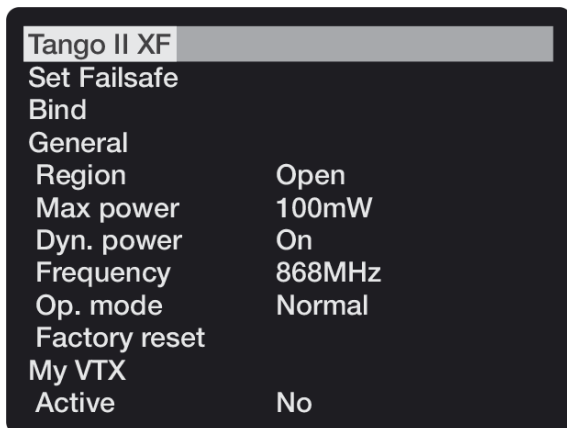 Tango II XF
Set Failsafe
Bind
General
Region Open
Max power 100mW
Dyn. power On
Frequency 868MHz
Op. mode Normal
Factory reset
My VTX
Active No